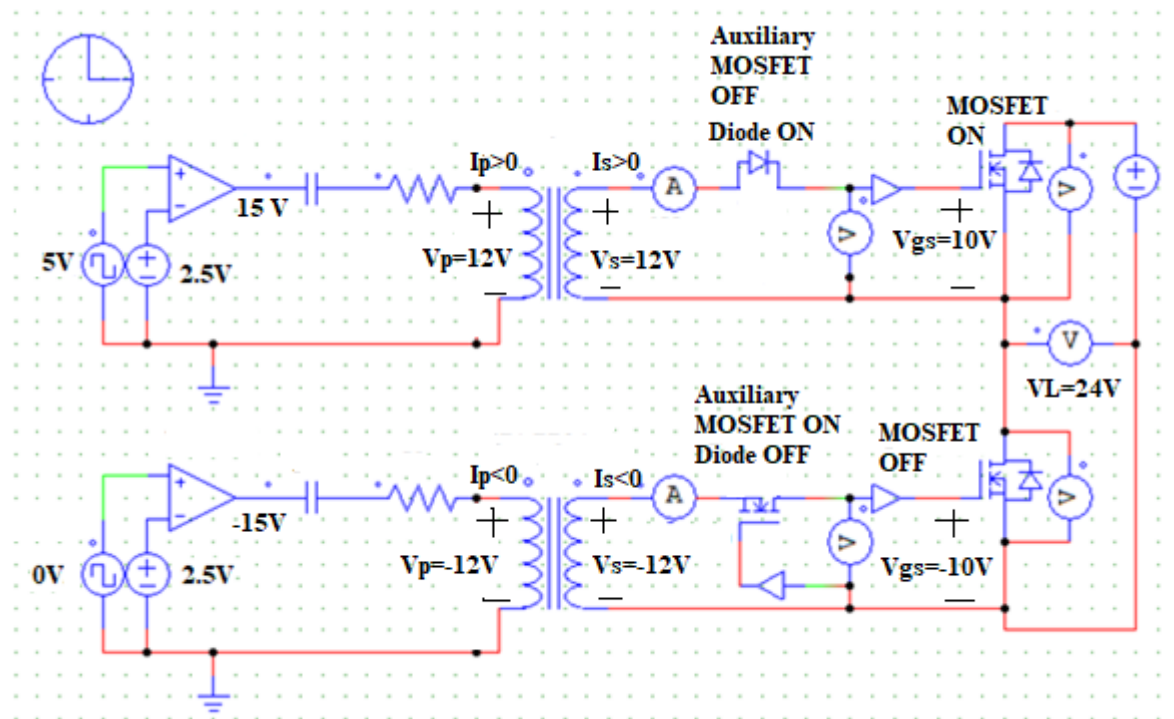 Auxiliary
MOSFET
OFF
Diode ON
MOSFET
ON
Ip>0
Is>0
A
15 V
5V
2.5V
Vp=12V
Vs=12V
V
Vgs=10V
V
V
VL=24V
Auxiliary
MOSFET ON
Diode OFF
MOSFET
OFF
Ip<0
Is<0
A
-15V
0V
2.5V
Vp=-12V
Vs=-12V
V
Vgs=-10V
V